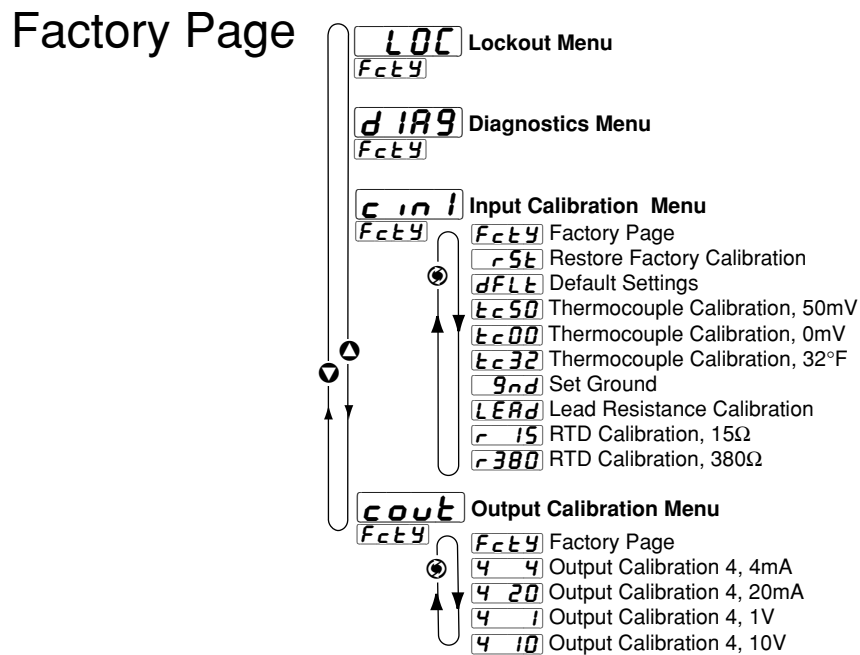 Factory Page
LOC Lockout Menu
FctY
dIAg Diagnostics Menu
FctY
cin1 Input Calibration Menu
FctY
FctY Factory Page
rSt Restore Factory Calibration
dFLt Default Settings
tc50 Thermocouple Calibration, 50mV
tc00 Thermocouple Calibration, 0mV
tc32 Thermocouple Calibration, 32°F
gnd Set Ground
LEAd Lead Resistance Calibration
r 15 RTD Calibration, 15Ω
r380 RTD Calibration, 380Ω
cout Output Calibration Menu
FctY
FctY Factory Page
4 4 Output Calibration 4, 4mA
4 20 Output Calibration 4, 20mA
4 1 Output Calibration 4, 1V
4 10 Output Calibration 4, 10V